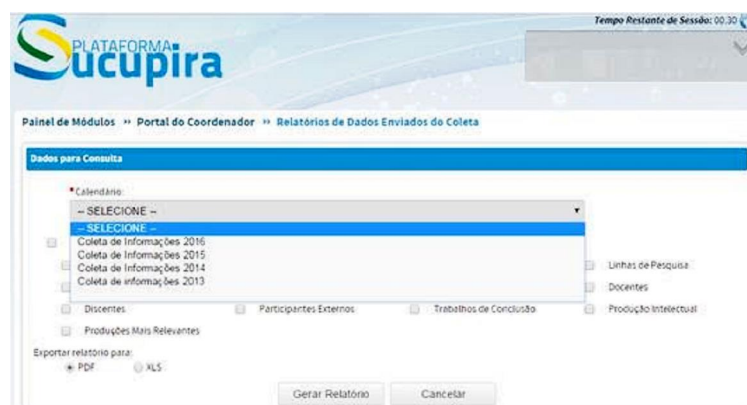 Tempo Restante de Sessão: 00:30
PLATAFORMA
Sucupira
Painel de Módulos » Portal do Coordenador » Relatórios de Dados Enviados do Coleta
Dados para Consulta
*Calendário:
-- SELECIONE --
-- SELECIONE --
Coleta de Informações 2016
Coleta de Informações 2015
Coleta de Informações 2014
Coleta de informações 2013
Linhas de Pesquisa
Docentes
Discentes Participantes Externos Trabalhos de Conclusão Produção Intelectual
Produções Mais Relevantes
Exportar relatório para:
PDF XLS
Gerar Relatório Cancelar